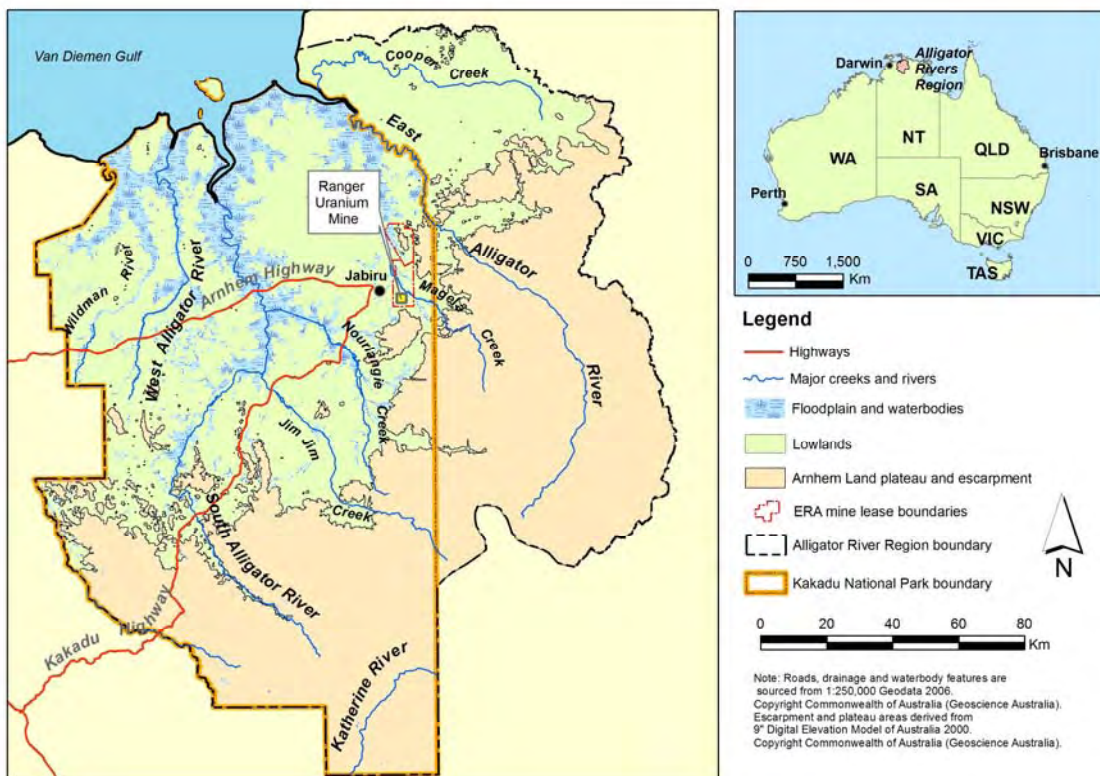 Van Diemen Gulf
Cooper
Creek
East
Ranger
Uranium
Mine
Alligator
River
Jabiru
Magela
Creek
Arnhem Highway
Wildman
River
West Alligator River
Nourlangie
Creek
Jim Jim
Creek
South Alligator River
Kakadu Highway
Katherine River
Darwin
Alligator
Rivers
Region
NT
QLD
WA
Brisbane
SA
Perth
NSW
VIC
TAS
0 750 1,500
Km
Legend
Highways
Major creeks and rivers
Floodplain and waterbodies
Lowlands
Arnhem Land plateau and escarpment
ERA mine lease boundaries
Alligator River Region boundary
Kakadu National Park boundary
N
0 20 40 60 80
Km
Note: Roads, drainage and waterbody features are
sourced from 1:250,000 Geodata 2006.
Copyright Commonwealth of Australia (Geoscience Australia).
Escarpment and plateau areas derived from
9" Digital Elevation Model of Australia 2000.
Copyright Commonwealth of Australia (Geoscience Australia).